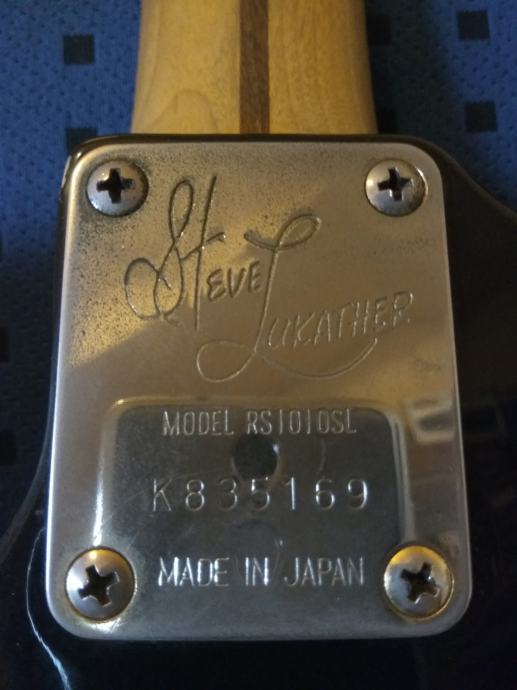 Steve Lukather
MODEL RS1010SL
K835169
MADE IN JAPAN